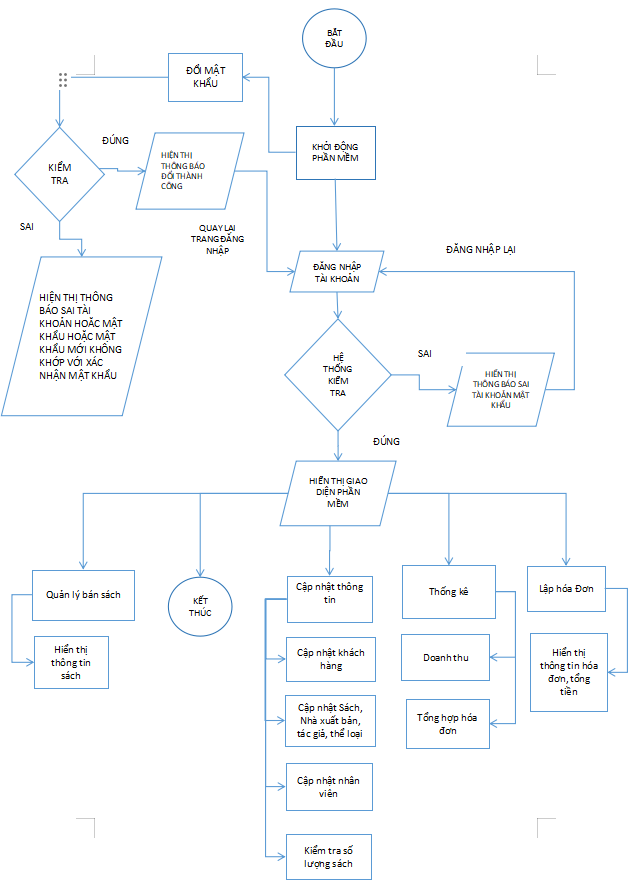 BẮT
ĐẦU
ĐỔI MẬT
KHẨU
KHỞI ĐỘNG
PHẦN MỀM
KIỂM
TRA
ĐÚNG
HIỆN THỊ
THÔNG BÁO
ĐỔI THÀNH
CÔNG
SAI
QUAY LẠI
TRANG ĐĂNG
NHẬP
ĐĂNG NHẬP
TÀI KHOẢN
ĐĂNG NHẬP LẠI
HIỆN THỊ THÔNG
BÁO SAI TÀI
KHOẢN HOẶC MẬT
KHẨU HOẶC MẬT
KHẨU MỚI KHÔNG
KHỚP VỚI XÁC
NHẬN MẬT KHẨU
HỆ
THỐNG
KIỂM
TRA
SAI
HIỂN THỊ
THÔNG BÁO SAI
TÀI KHOẢN MẬT
KHẨU
ĐÚNG
HIỂN THỊ GIAO
DIỆN PHẦN
MỀM
Quản lý bán sách
Hiển thị
thông tin
sách
KẾT
THÚC
Cập nhật thông
tin
Cập nhật khách
hàng
Cập nhật Sách,
Nhà xuất bản,
tác giả, thể loại
Cập nhật nhân
viên
Kiểm tra số
lượng sách
Thống kê
Doanh thu
Tổng hợp hóa
đơn
Lập hóa Đơn
Hiển thị
thông tin hóa
đơn, tổng
tiền